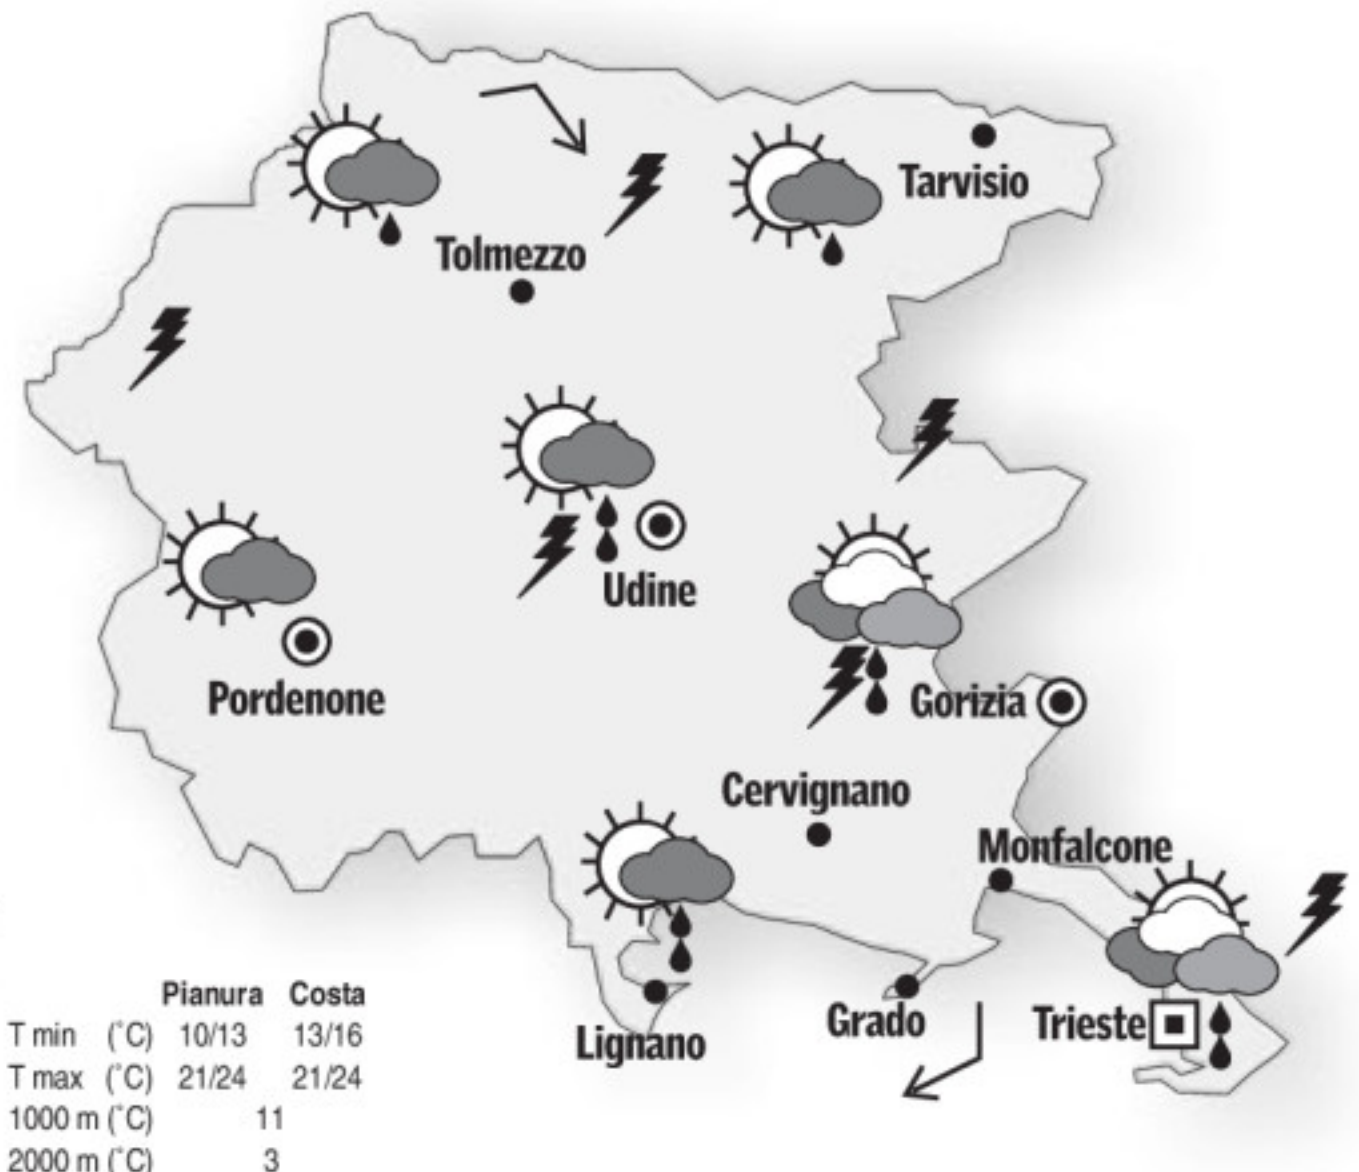 Tarvisio
Tolmezzo
Udine
Pordenone
Gorizia
Cervignano
Monfalcone
Grado
Trieste
Lignano
Pianura Costa
T min (°C) 10/13 13/16
T max (°C) 21/24 21/24
1000 m (°C) 11
2000 m (°C) 3